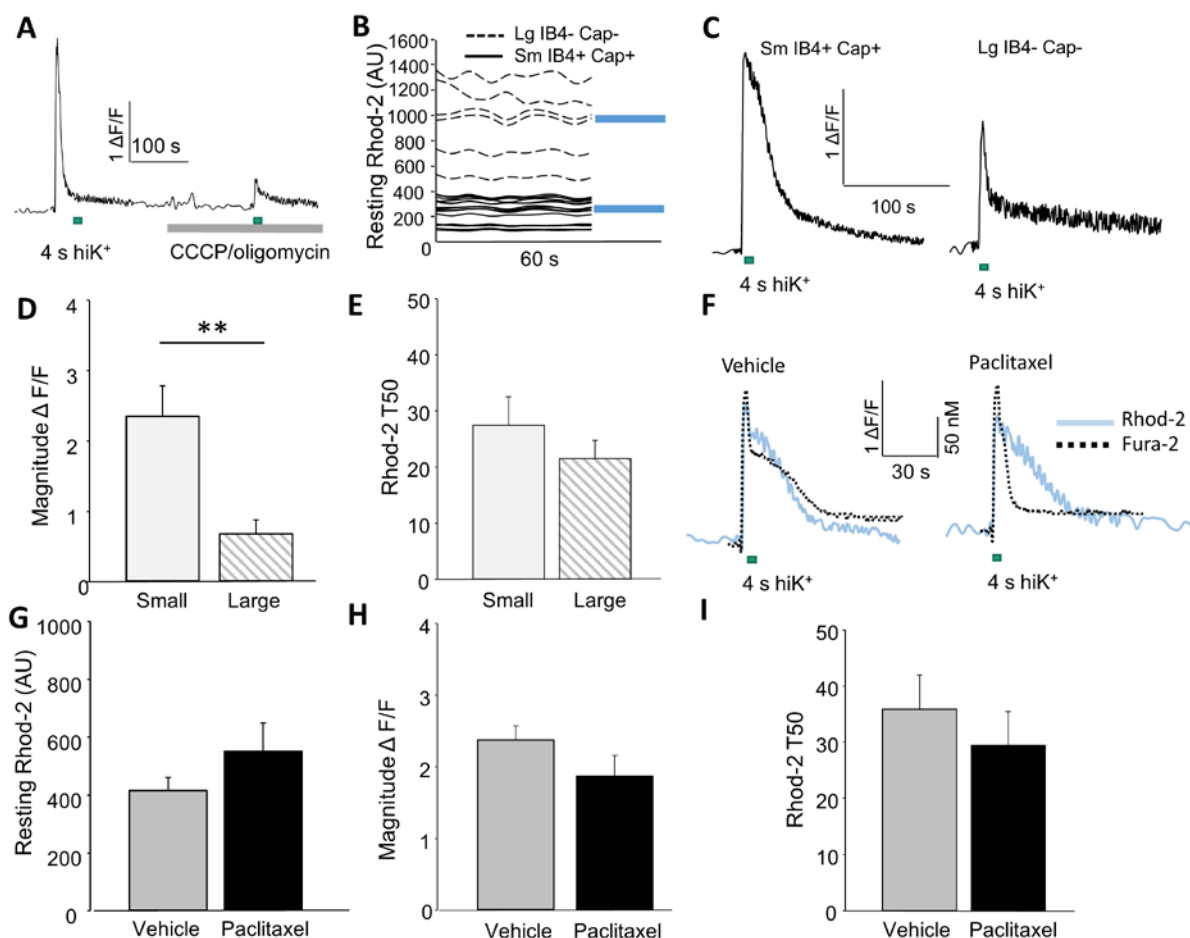 A
1 ΔF/F
100 s
4 s hiK+
CCCP/oligomycin
B
Lg IB4- Cap-
Sm IB4+ Cap+
Resting Rhod-2 (AU)
1600
1400
1200
1000
800
600
400
200
0
60 s
C
Sm IB4+ Cap+
Lg IB4- Cap-
1 ΔF/F
100 s
4 s hiK+
4 s hiK+
D
Magnitude Δ F/F
4
3
2
1
0
**
Small
Large
E
Rhod-2 T50
50
40
30
20
10
0
Small
Large
F
Vehicle
Paclitaxel
1 ΔF/F
50 nM
30 s
Rhod-2
Fura-2
4 s hiK+
4 s hiK+
G
Resting Rhod-2 (AU)
1000
800
600
400
200
0
Vehicle
Paclitaxel
H
Magnitude Δ F/F
4
3
2
1
0
Vehicle
Paclitaxel
I
Rhod-2 T50
50
40
30
20
10
0
Vehicle
Paclitaxel